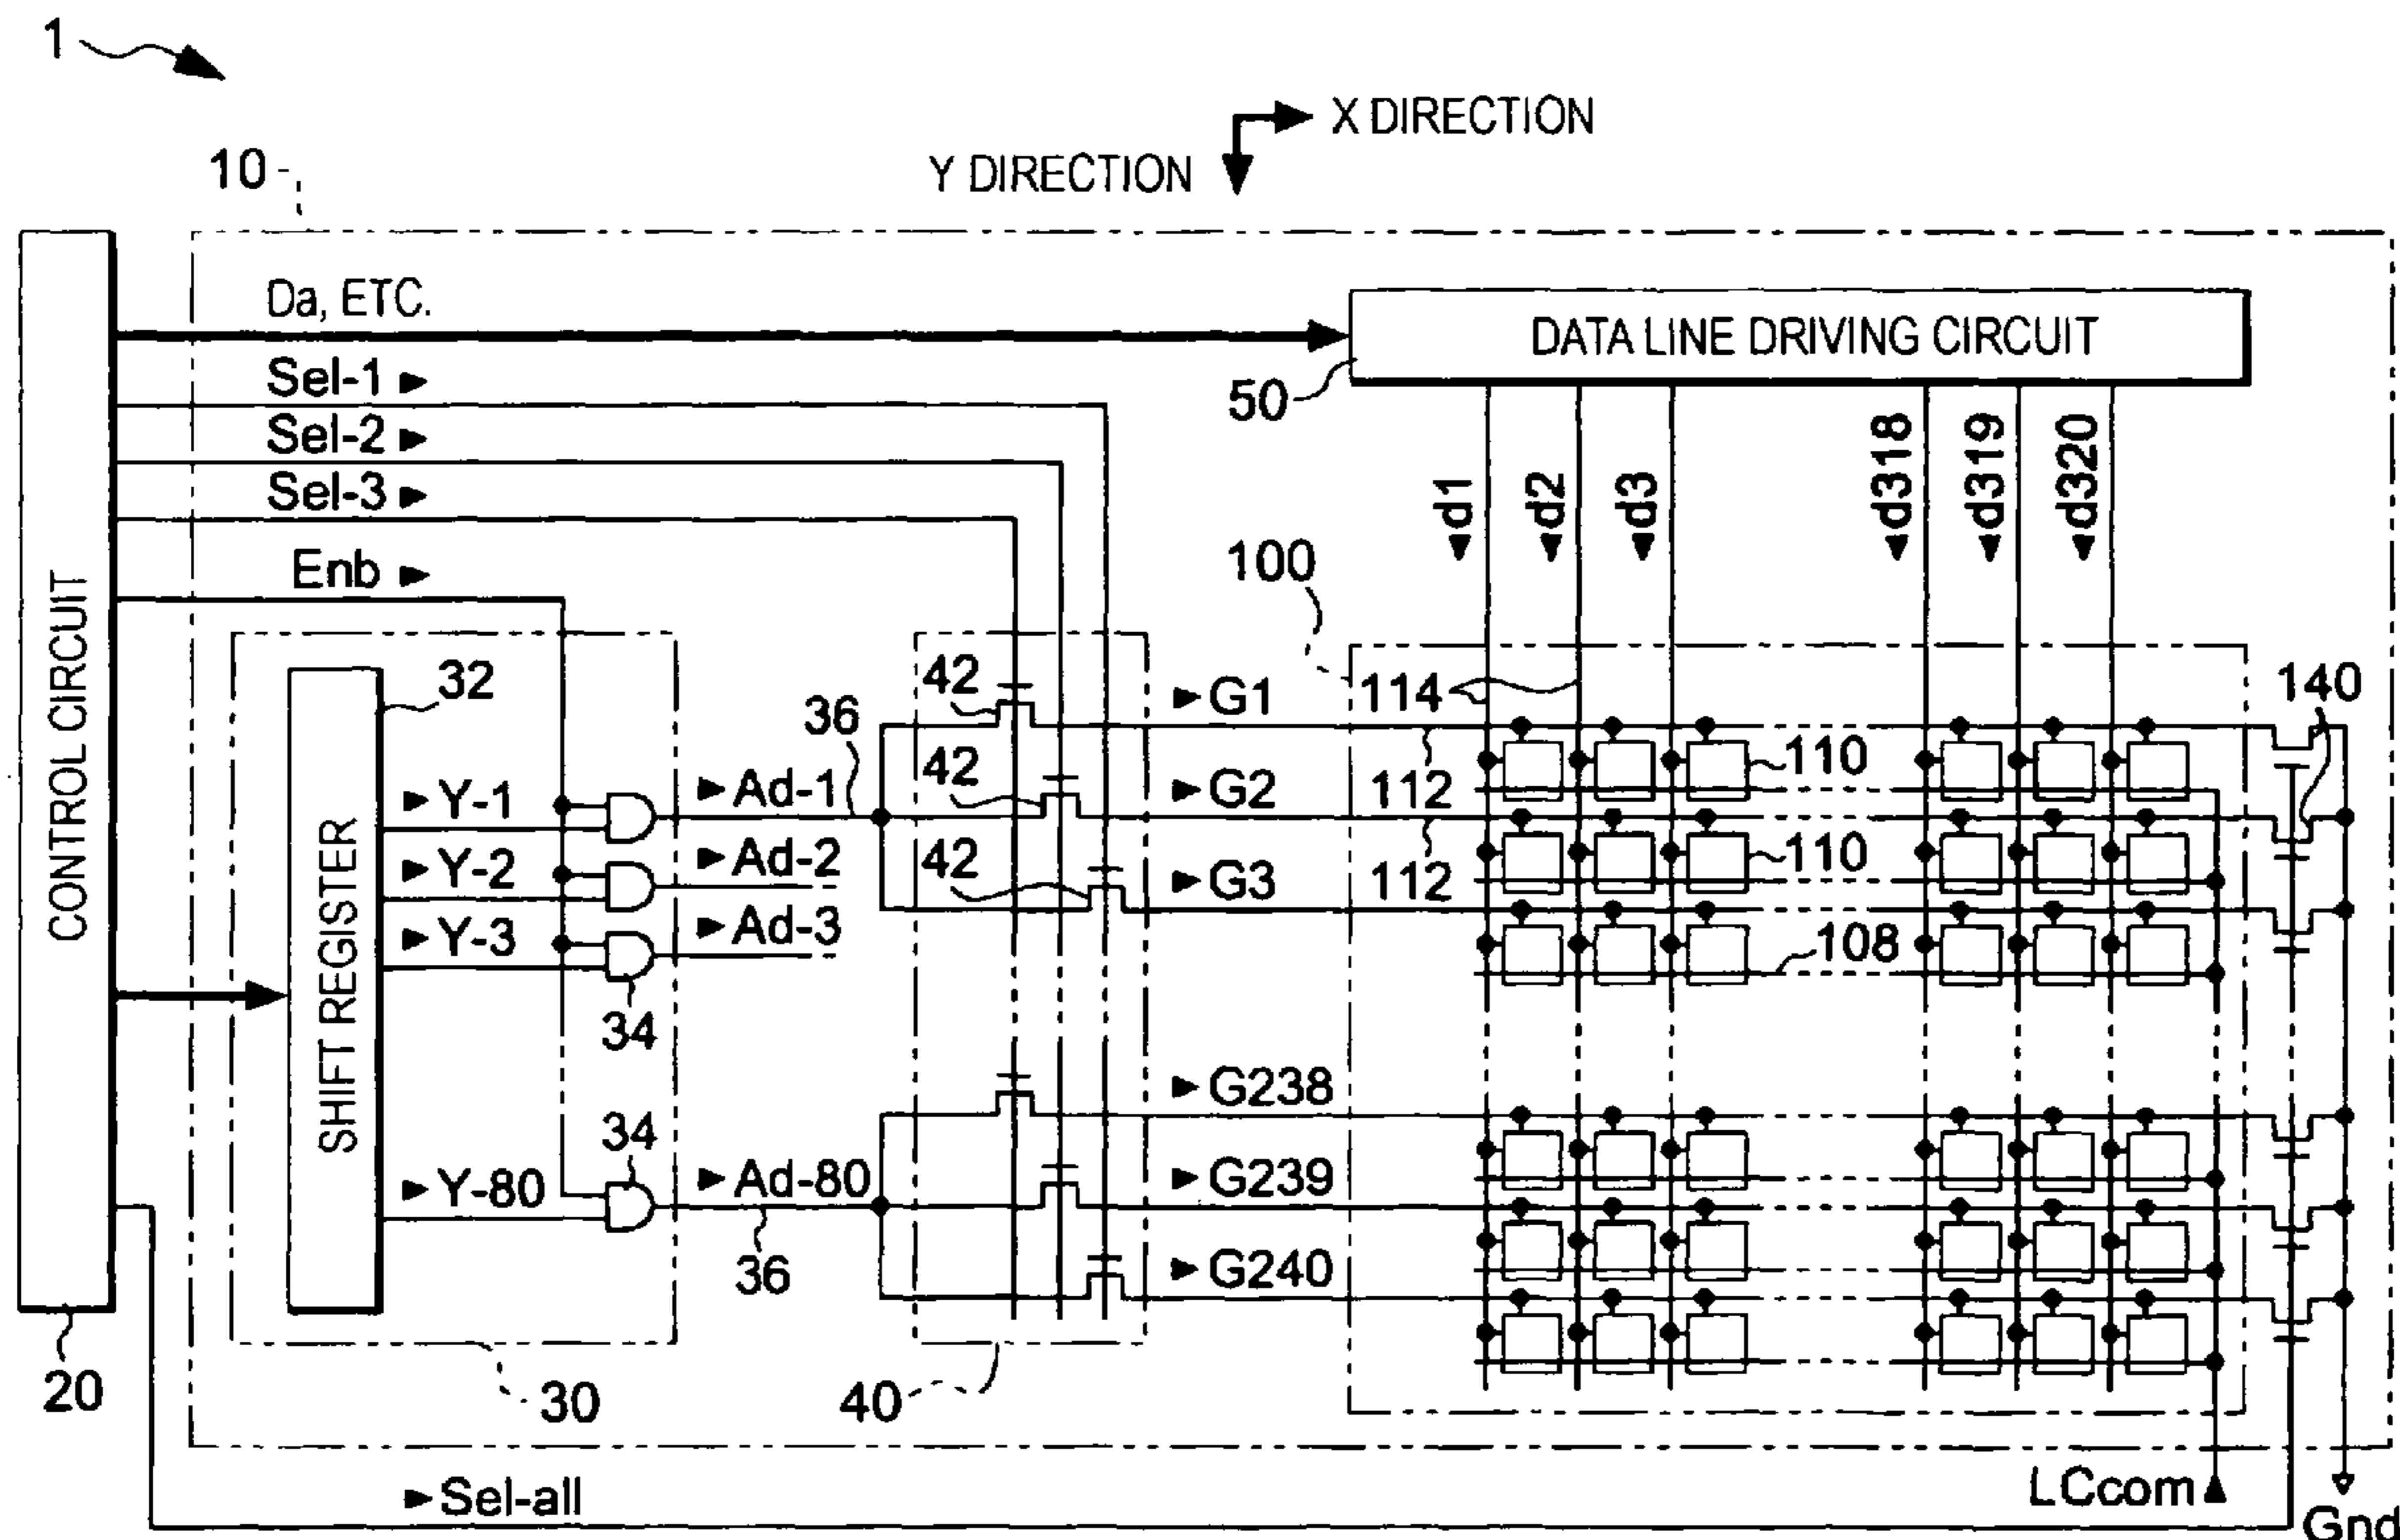 1
X DIRECTION
Y DIRECTION
10
CONTROL CIRCUIT
20
Da, ETC.
Sel-1
Sel-2
Sel-3
Enb
DATA LINE DRIVING CIRCUIT
50
d1
d2
d3
d318
d319
d320
100
SHIFT REGISTER
32
Y-1
Y-2
Y-3
Y-80
34
34
30
36
Ad-1
Ad-2
Ad-3
Ad-80
36
42
42
42
40
G1
G2
G3
G238
G239
G240
114
112
112
112
110
110
108
140
Sel-all
LCcom
Gnd